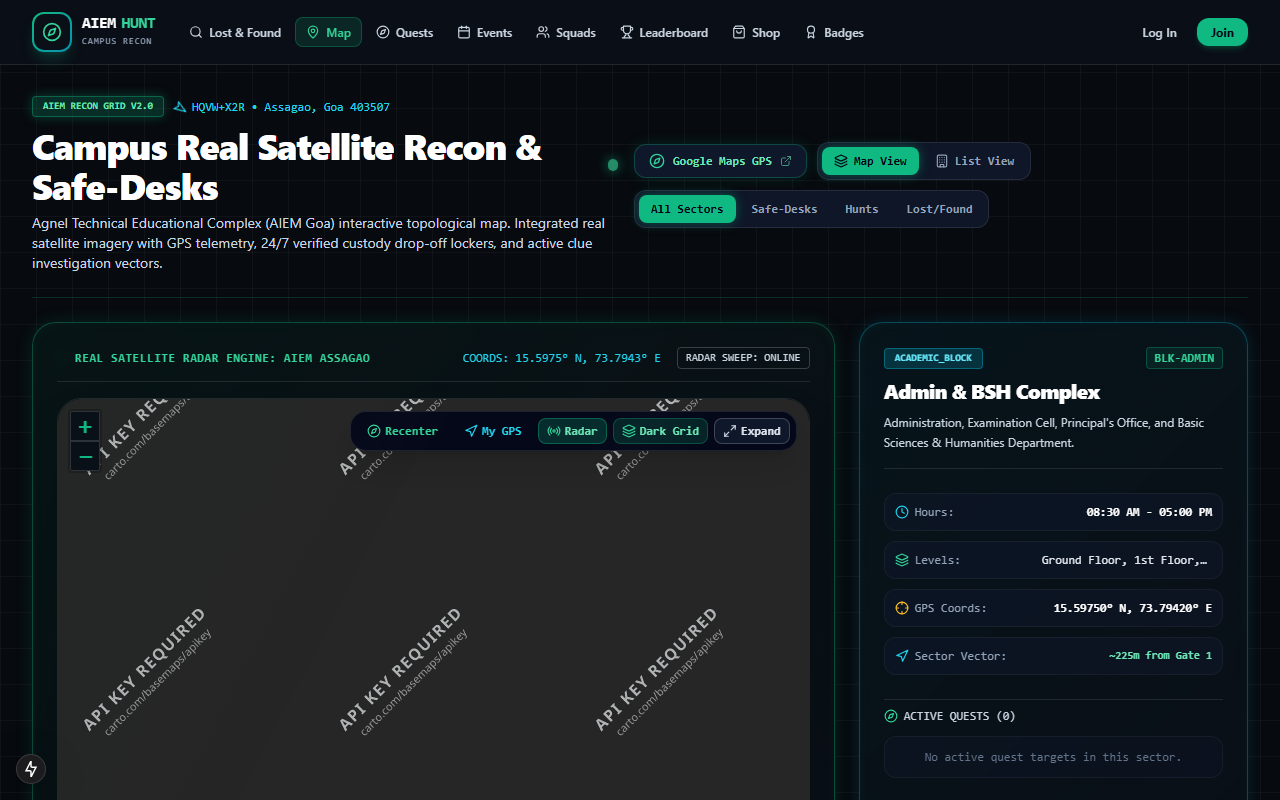 AIEM HUNT
CAMPUS RECON
Lost & Found
Map
Quests
Events
Squads
Leaderboard
Shop
Badges
Log In
Join
AIEM RECON GRID V2.0
HQVW+X2R • Assagao, Goa 403507
Campus Real Satellite Recon &
Safe-Desks
Agnel Technical Educational Complex (AIEM Goa) interactive topological map. Integrated real
satellite imagery with GPS telemetry, 24/7 verified custody drop-off lockers, and active clue
investigation vectors.
Google Maps GPS
Map View
List View
All Sectors
Safe-Desks
Hunts
Lost/Found
REAL SATELLITE RADAR ENGINE: AIEM ASSAGAO
COORDS: 15.5975° N, 73.7943° E
RADAR SWEEP: ONLINE
+
−
Recenter
My GPS
Radar
Dark Grid
Expand
API KEY REQ
carto.com/basemaps/
API KEY REQUIRED
carto.com/basemaps/apikey
API KEY REQUIRED
carto.com/basemaps/apikey
API KEY REQUIRED
carto.com/basemaps/apikey
ACADEMIC_BLOCK
BLK-ADMIN
Admin & BSH Complex
Administration, Examination Cell, Principal's Office, and Basic
Sciences & Humanities Department.
Hours:
08:30 AM - 05:00 PM
Levels:
Ground Floor, 1st Floor,…
GPS Coords:
15.59750° N, 73.79420° E
Sector Vector:
~225m from Gate 1
ACTIVE QUESTS (0)
No active quest targets in this sector.